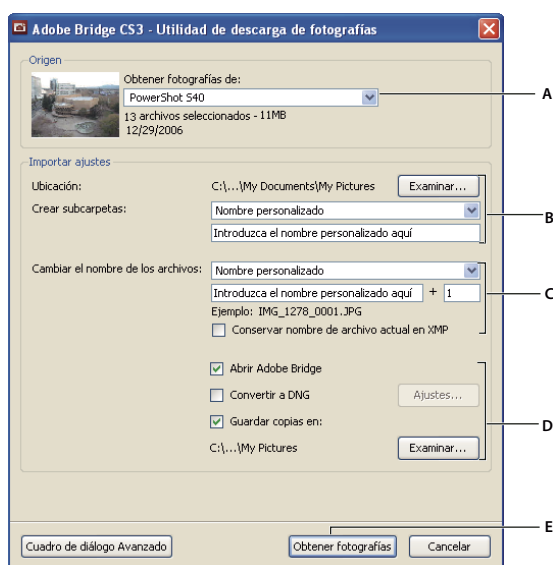 Adobe Bridge CS3 - Utilidad de descarga de fotografías
Origen
Obtener fotografías de:
PowerShot S40
A
13 archivos seleccionados - 11MB
12/29/2006
Importar ajustes
Ubicación:
C:\...\My Documents\My Pictures
Examinar...
Crear subcarpetas:
Nombre personalizado
B
Introduzca el nombre personalizado aquí
Cambiar el nombre de los archivos:
Nombre personalizado
Introduzca el nombre personalizado aquí + 1
C
Ejemplo: IMG_1278_0001.JPG
Conservar nombre de archivo actual en XMP
Abrir Adobe Bridge
Convertir a DNG
Ajustes...
Guardar copias en:
D
C:\...\My Pictures
Examinar...
E
Cuadro de diálogo Avanzado
Obtener fotografías
Cancelar